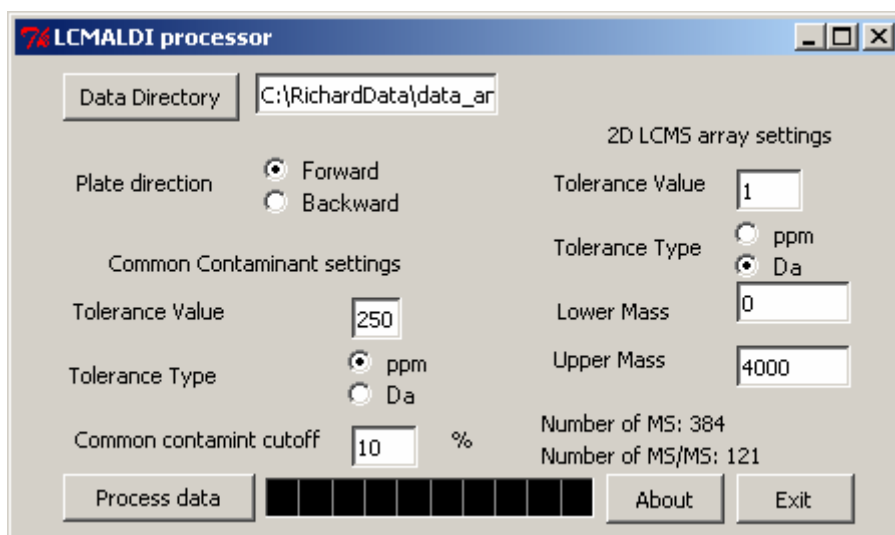 LCMALDI processor
Data Directory C:\RichardData\data_ar
2D LCMS array settings
Plate direction
Forward
Backward
Tolerance Value 1
Tolerance Type
ppm
Da
Common Contaminant settings
Tolerance Value 250
Lower Mass 0
Tolerance Type
ppm
Da
Upper Mass 4000
Common contamint cutoff 10 %
Number of MS: 384
Number of MS/MS: 121
Process data About Exit